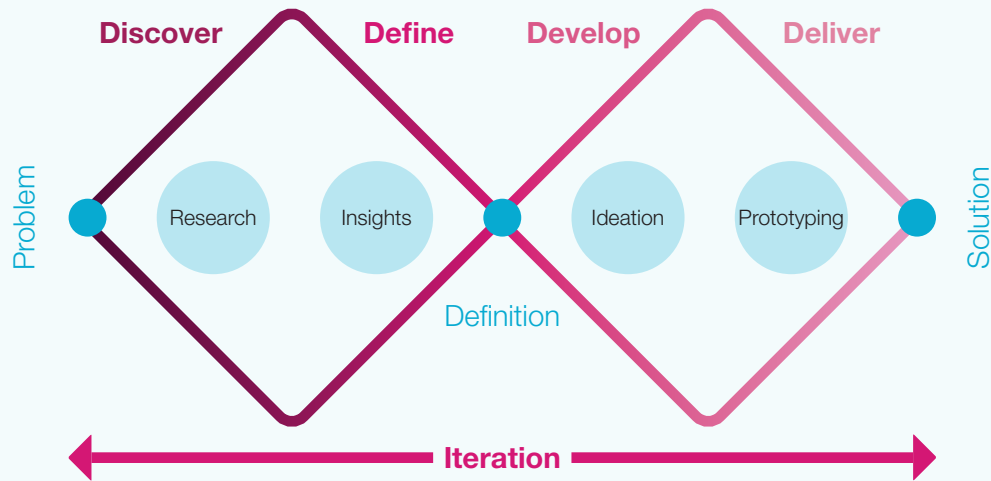 Discover
Define
Develop
Deliver
Problem
Research
Insights
Ideation
Prototyping
Solution
Definition
Iteration